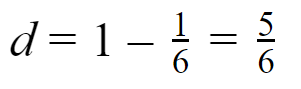 d = 1 − 1/6 = 5/6